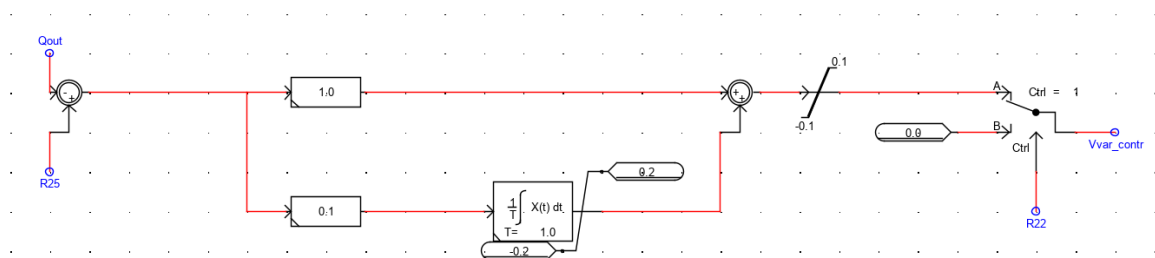 Qout
0.1
1.0
-
+
+
+
A
Ctrl = 1
-0.1
B
0.0
Ctrl
Vvar_contr
R25
0.2
0.1
1
T
X(t) dt
T= 1.0
R22
-0.2